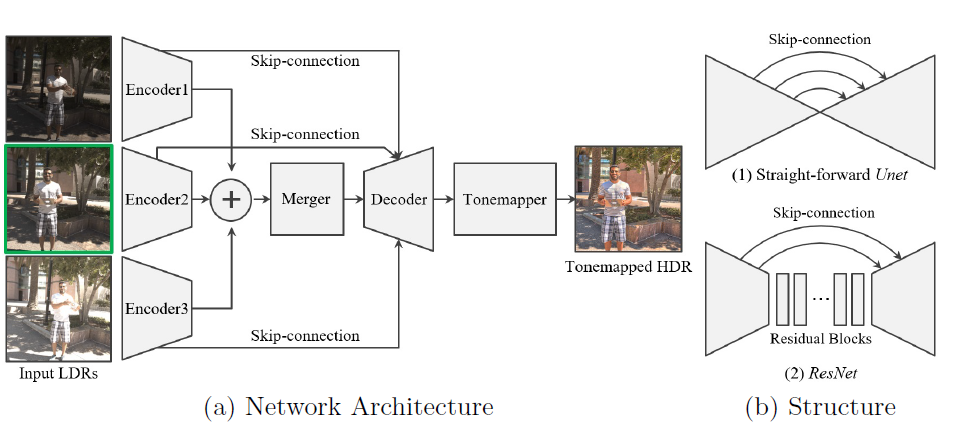 Skip-connection
Encoder1
Skip-connection
Encoder2
+
Merger
Decoder
Tonemapper
Tonemapped HDR
Encoder3
Skip-connection
Input LDRs
(a) Network Architecture
Skip-connection
(1) Straight-forward Unet
Skip-connection
...
Residual Blocks
(2) ResNet
(b) Structure